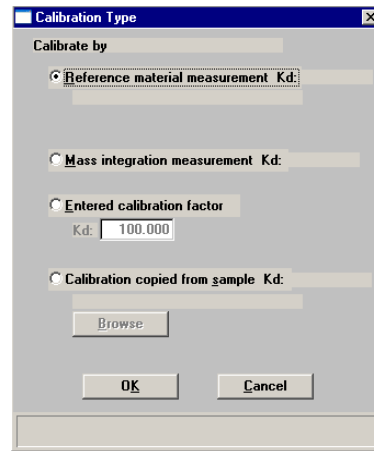 Calibration Type
Calibrate by
Reference material measurement Kd:
Mass integration measurement Kd:
Entered calibration factor
Kd: 100.000
Calibration copied from sample Kd:
Browse
OK Cancel